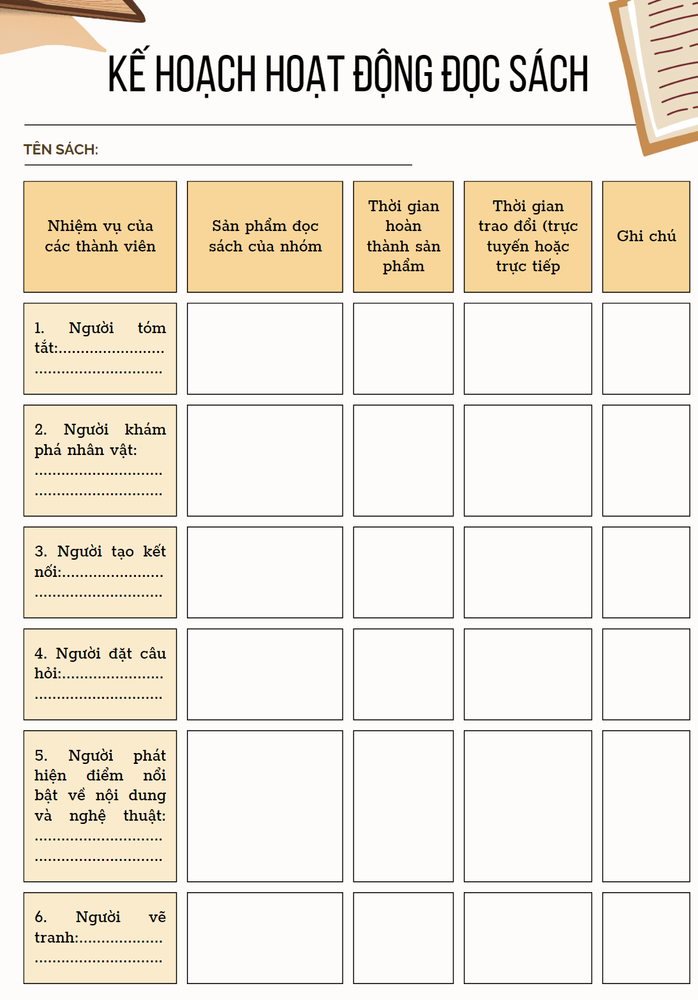 KẾ HOẠCH HOẠT ĐỘNG ĐỌC SÁCH
TÊN SÁCH:
Nhiệm vụ của
các thành viên
Sản phẩm đọc
sách của nhóm
Thời gian
hoàn
thành sản
phẩm
Thời gian
trao đổi (trực
tuyến hoặc
trực tiếp
Ghi chú
1. Người tóm
tắt:........................
.............................
2. Người khám
phá nhân vật:
.............................
.............................
3. Người tạo kết
nối:.......................
.............................
4. Người đặt câu
hỏi:.......................
.............................
5. Người phát
hiện điểm nổi
bật về nội dung
và nghệ thuật:
.............................
.............................
6. Người vẽ
tranh:...................
.............................